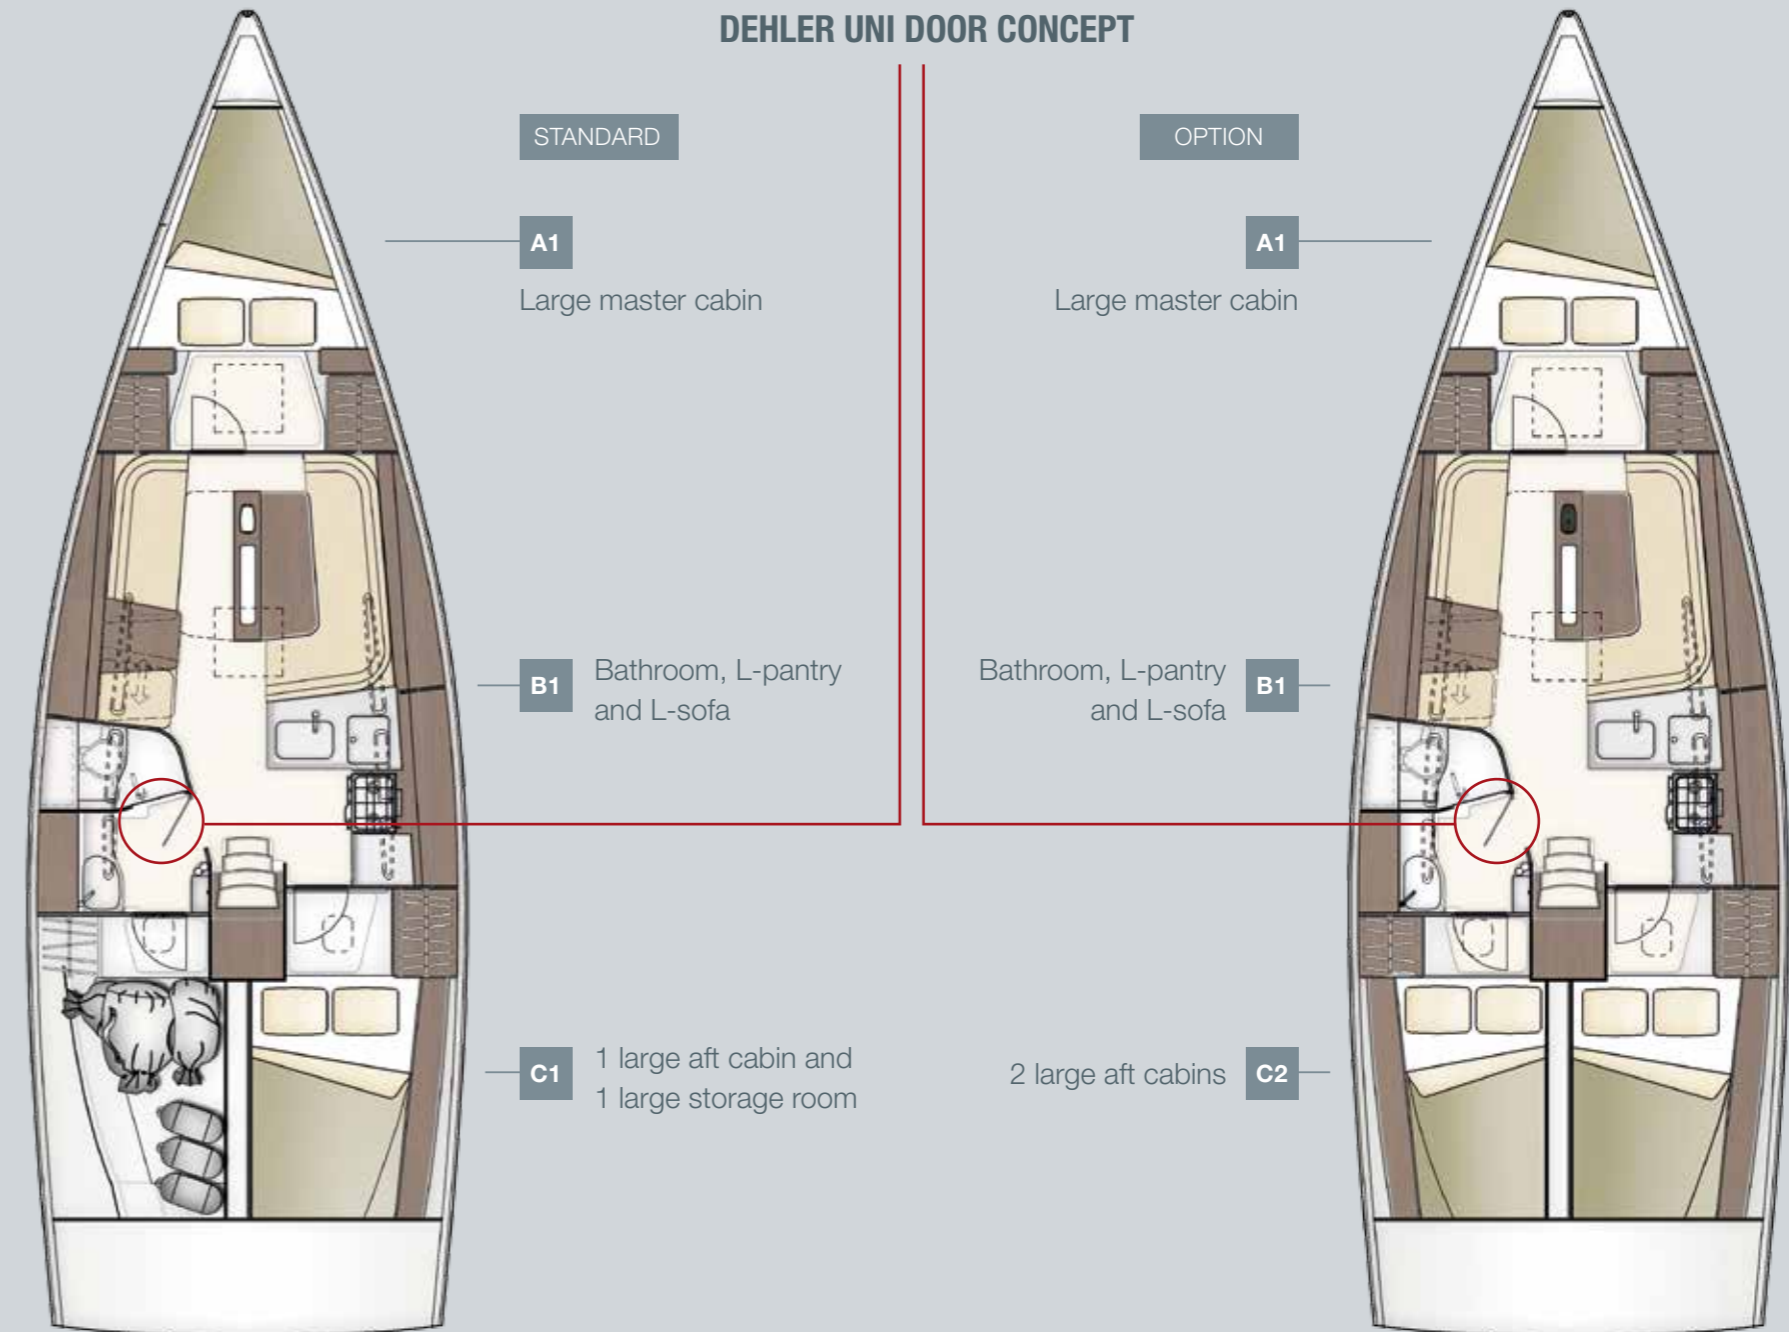 DEHLER UNI DOOR CONCEPT
STANDARD
A1
Large master cabin
B1
Bathroom, L-pantry
and L-sofa
C1
1 large aft cabin and
1 large storage room
OPTION
A1
Large master cabin
Bathroom, L-pantry
and L-sofa
B1
2 large aft cabins
C2